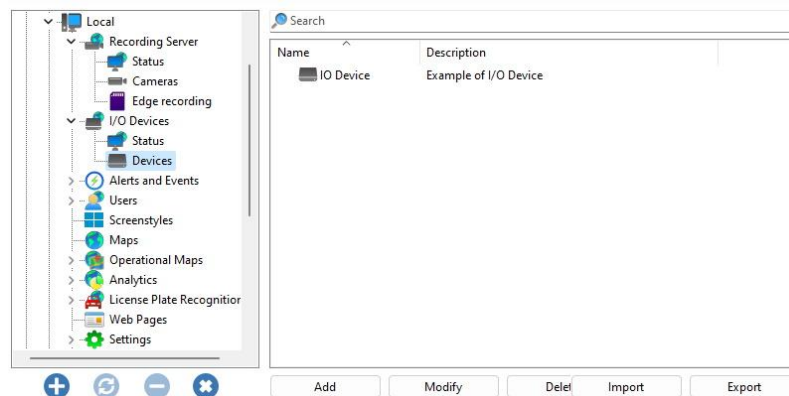 Local
Recording Server
Status
Cameras
Edge recording
I/O Devices
Status
Devices
Alerts and Events
Users
Screenstyles
Maps
Operational Maps
Analytics
License Plate Recognition
Web Pages
Settings
Search
Name Description
IO Device Example of I/O Device
Add Modify Delet Import Export